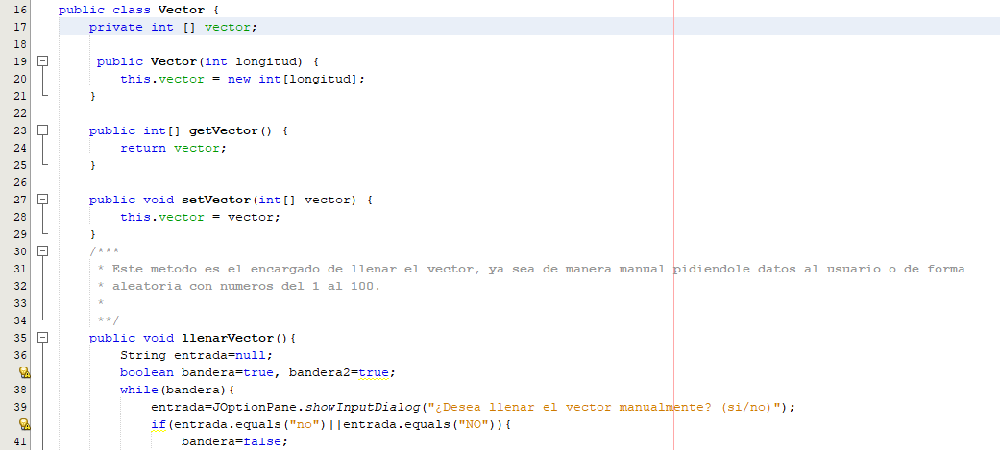 16 public class Vector {
17 private int [] vector;
18
19 public Vector(int longitud) {
20 this.vector = new int[longitud];
21 }
22
23 public int[] getVector() {
24 return vector;
25 }
26
27 public void setVector(int[] vector) {
28 this.vector = vector;
29 }
30 /***
31 * Este metodo es el encargado de llenar el vector, ya sea de manera manual pidiendole datos al usuario o de forma
32 * aleatoria con numeros del 1 al 100.
33 *
34 **/
35 public void llenarVector(){
36 String entrada=null;
boolean bandera=true, bandera2=true;
38 while(bandera){
39 entrada=JOptionPane.showInputDialog("¿Desea llenar el vector manualmente? (si/no)");
if(entrada.equals("no")||entrada.equals("NO")){
41 bandera=false;